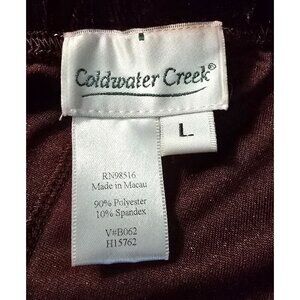 Coldwater Creek®
L
RN98516
Made in Macau
90% Polyester
10% Spandex
V#B062
H15762